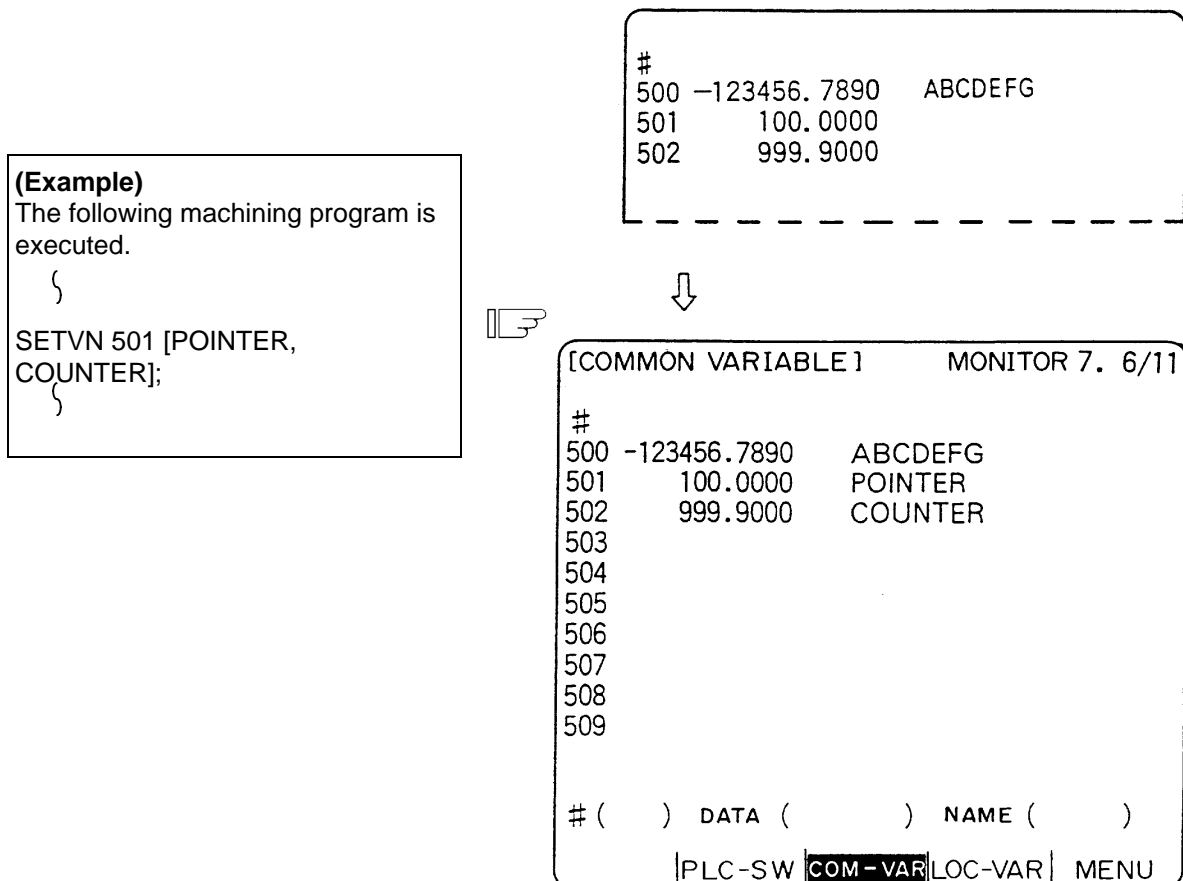 #
500 -123456. 7890 ABCDEFG
501 100. 0000
502 999. 9000
(Example)
The following machining program is
executed.
SETVN 501 [POINTER,
COUNTER];
[COMMON VARIABLE] MONITOR 7. 6/11
#
500 -123456.7890 ABCDEFG
501 100.0000 POINTER
502 999.9000 COUNTER
503
504
505
506
507
508
509
# ( ) DATA ( ) NAME ( )
PLC-SW COM-VAR LOC-VAR MENU